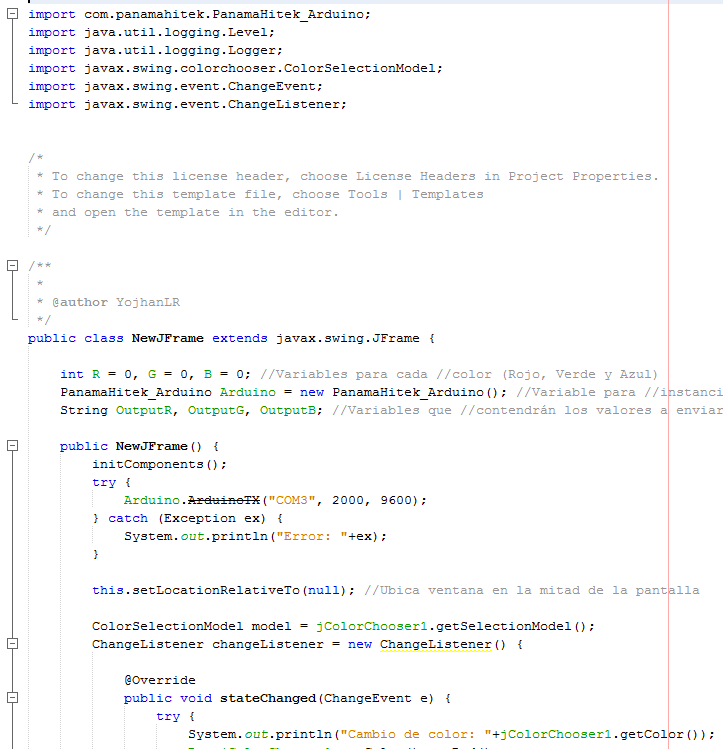 import com.panamahitek.PanamaHitek_Arduino;
import java.util.logging.Level;
import java.util.logging.Logger;
import javax.swing.colorchooser.ColorSelectionModel;
import javax.swing.event.ChangeEvent;
import javax.swing.event.ChangeListener;
/*
* To change this license header, choose License Headers in Project Properties.
* To change this template file, choose Tools | Templates
* and open the template in the editor.
*/
/**
*
* @author YojhanLR
*/
public class NewJFrame extends javax.swing.JFrame {
int R = 0, G = 0, B = 0; //Variables para cada //color (Rojo, Verde y Azul)
PanamaHitek_Arduino Arduino = new PanamaHitek_Arduino(); //Variable para //instanci
String OutputR, OutputG, OutputB; //Variables que //contendrán los valores a enviar
public NewJFrame() {
initComponents();
try {
Arduino.ArduinoTX("COM3", 2000, 9600);
} catch (Exception ex) {
System.out.println("Error: "+ex);
}
this.setLocationRelativeTo(null); //Ubica ventana en la mitad de la pantalla
ColorSelectionModel model = jColorChooser1.getSelectionModel();
ChangeListener changeListener = new ChangeListener() {
@Override
public void stateChanged(ChangeEvent e) {
try {
System.out.println("Cambio de color: "+jColorChooser1.getColor());